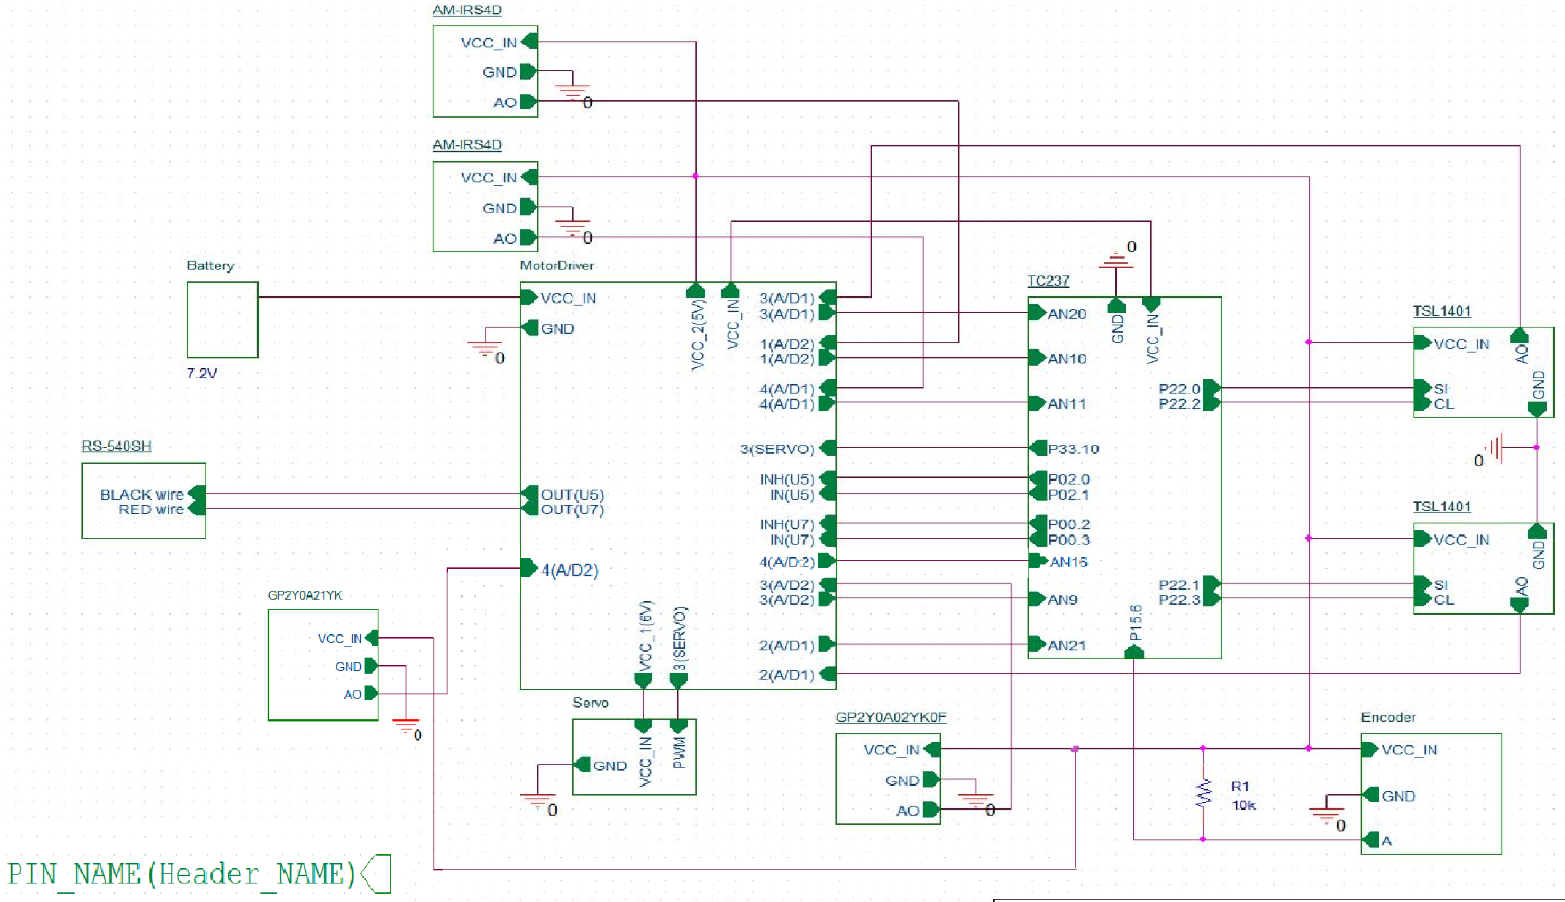 AM-IRS4D
VCC_IN
GND
AO
0
AM-IRS4D
VCC_IN
GND
AO
0
Battery
7.2V
MotorDriver
VCC_IN
GND
0
VCC_2(5V)
VCC_IN
3(A/D1)
3(A/D1)
1(A/D2)
1(A/D2)
4(A/D1)
4(A/D1)
3(SERVO)
INH(U5)
IN(U5)
INH(U7)
IN(U7)
4(A/D2)
3(A/D2)
3(A/D2)
2(A/D1)
2(A/D1)
OUT(U5)
OUT(U7)
4(A/D2)
VCC_1(6V)
3(SERVO)
RS-540SH
BLACK wire
RED wire
GP2Y0A21YK
VCC_IN
GND
AO
0
Servo
VCC_IN
PWM
GND
0
0
TC237
GND
VCC_IN
AN20
AN10
AN11
P33.10
P02.0
P02.1
P00.2
P00.3
AN16
AN9
AN21
P22.0
P22.2
P22.1
P22.3
P15.6
TSL1401
VCC_IN
SI
CL
AO
GND
0
TSL1401
VCC_IN
SI
CL
GND
AO
GP2Y0A02YK0F
VCC_IN
GND
AO
0
R1
10k
Encoder
VCC_IN
GND
A
0
PIN_NAME(Header_NAME)